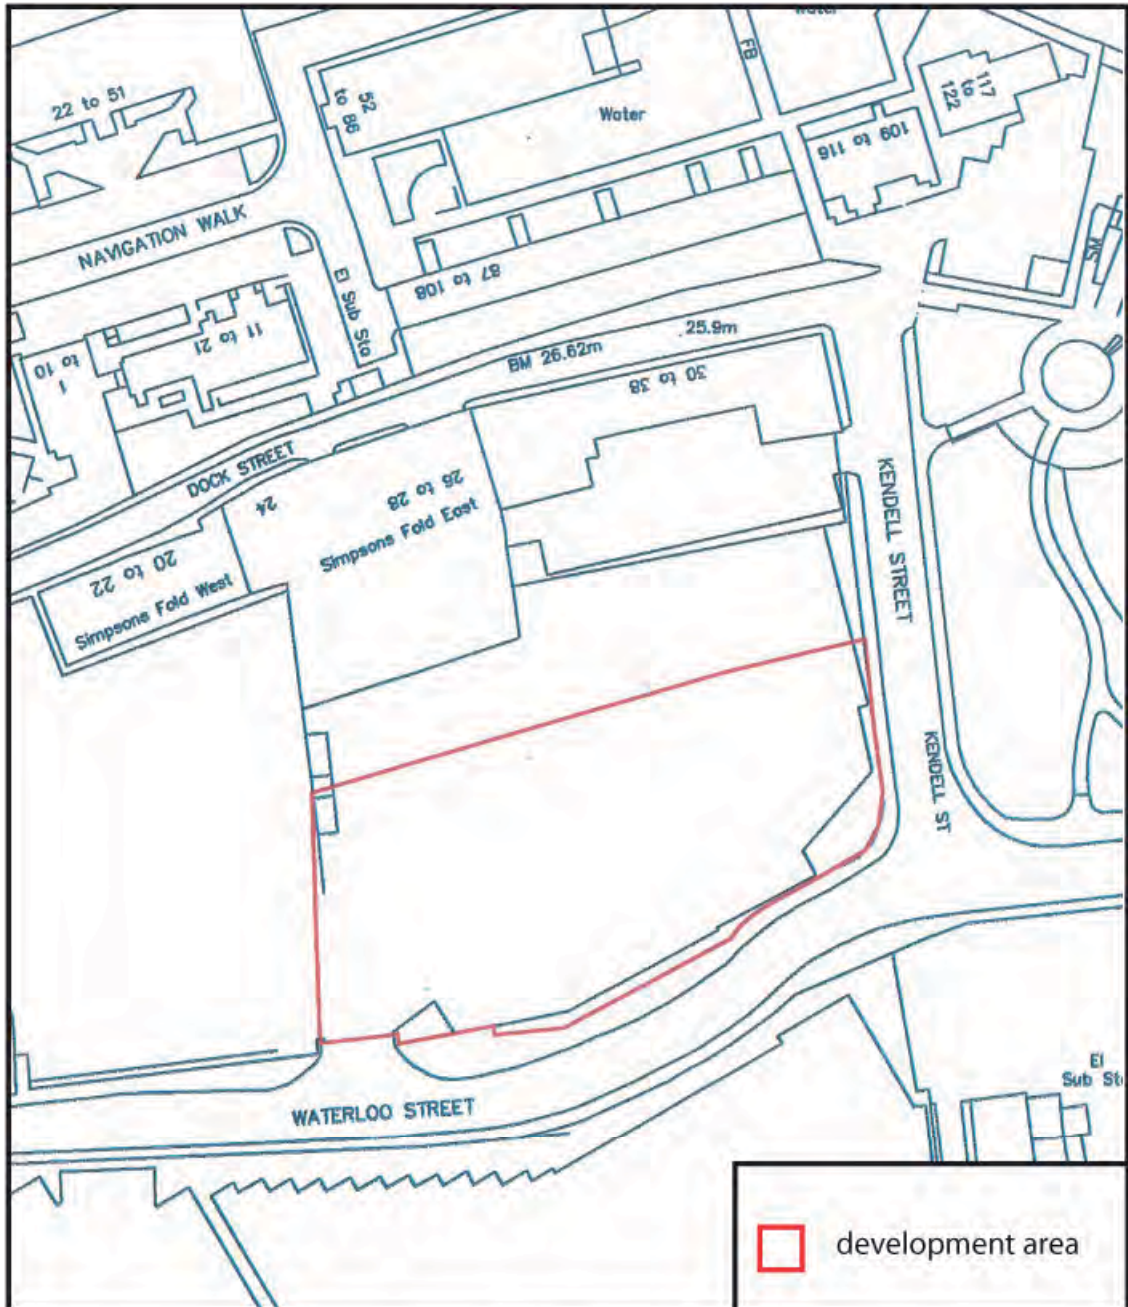 Water
FB
117
to
122
22 to 51
52
to 86
Water
109 to 116
NAVIGATION WALK
SM
El Sub Sta
87 to 108
25.9m
BM 26.62m
11 to 21
1 to 10
30 to 38
DOCK STREET
KENDELL STREET
24
26 to 28
Simpsons Fold East
20 to 22
Simpsons Fold West
KENDELL ST
El
Sub Sta
WATERLOO STREET
development area